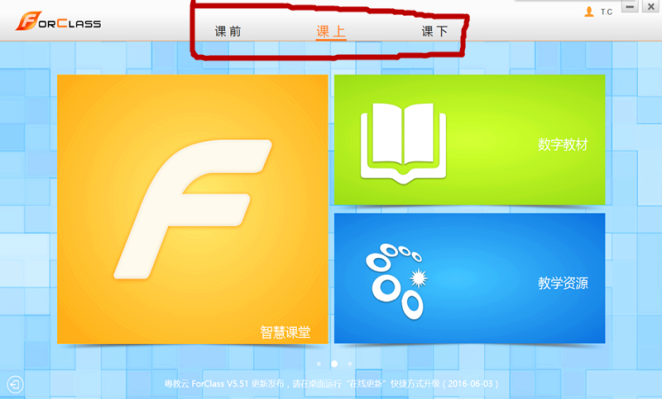 FORCLASS
T.C
课前
课上
课下
数字教材
智慧课堂
教学资源
粤教云 ForClass V5.51 更新发布，请在桌面运行“在线更新”快捷方式升级（2016-06-03）